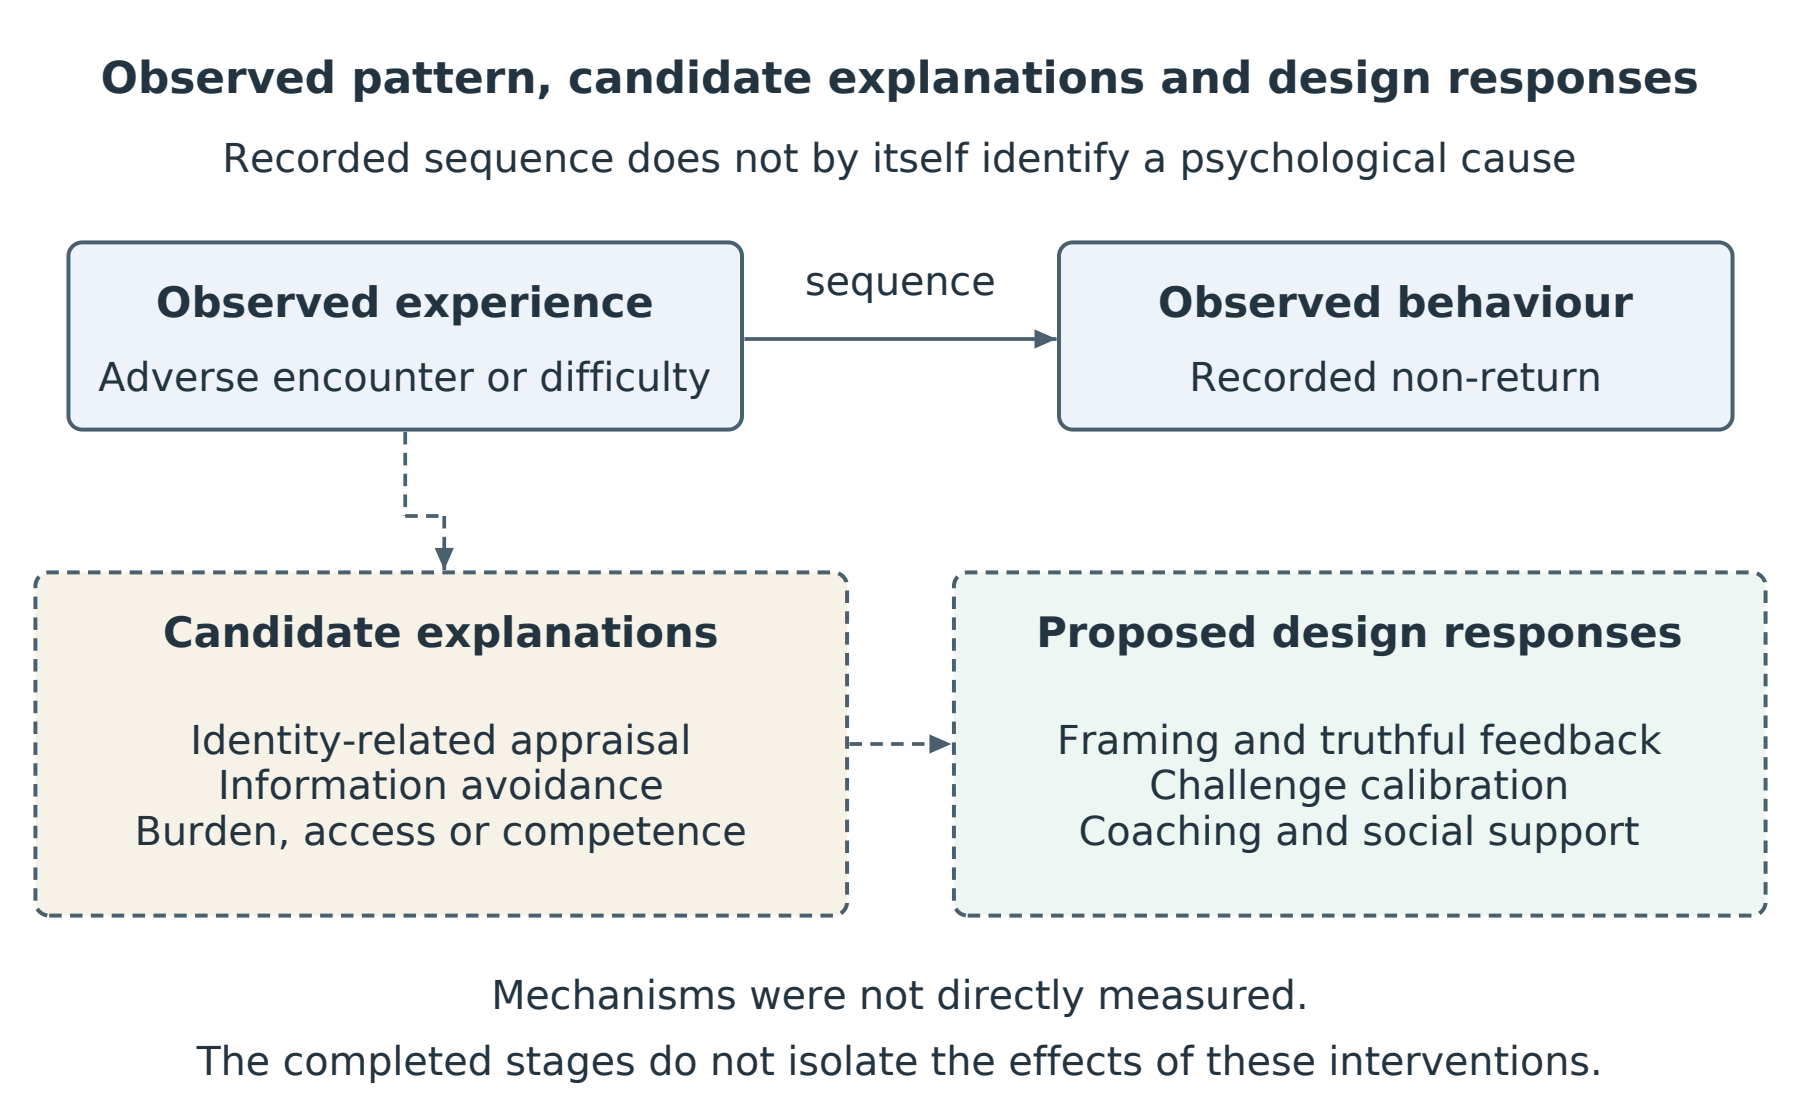 Observed pattern, candidate explanations and design responses
Recorded sequence does not by itself identify a psychological cause
Observed experience
Adverse encounter or difficulty
sequence
Observed behaviour
Recorded non-return
Candidate explanations
Identity-related appraisal
Information avoidance
Burden, access or competence
Proposed design responses
Framing and truthful feedback
Challenge calibration
Coaching and social support
Mechanisms were not directly measured.
The completed stages do not isolate the effects of these interventions.